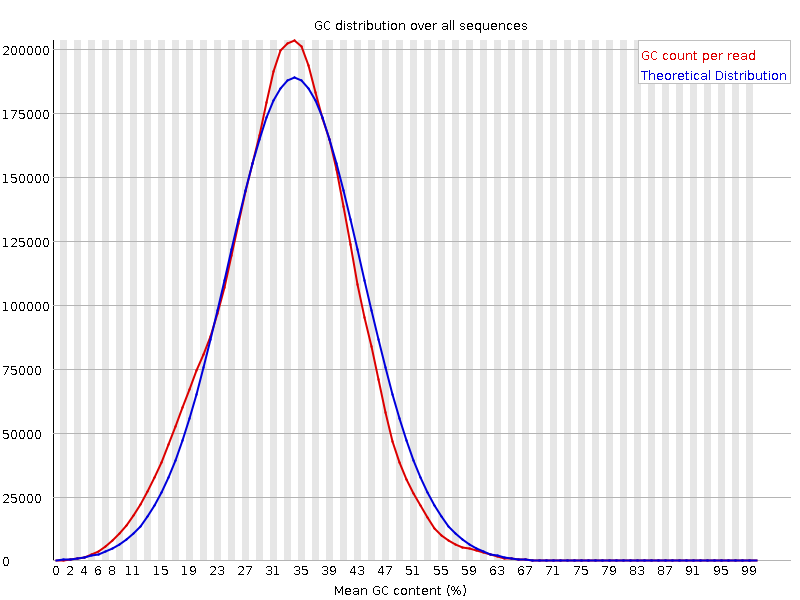 GC distribution over all sequences
GC count per read
Theoretical Distribution
200000
175000
150000
125000
100000
75000
50000
25000
0
0 2 4 6 8 11 15 19 23 27 31 35 39 43 47 51 55 59 63 67 71 75 79 83 87 91 95 99
Mean GC content (%)